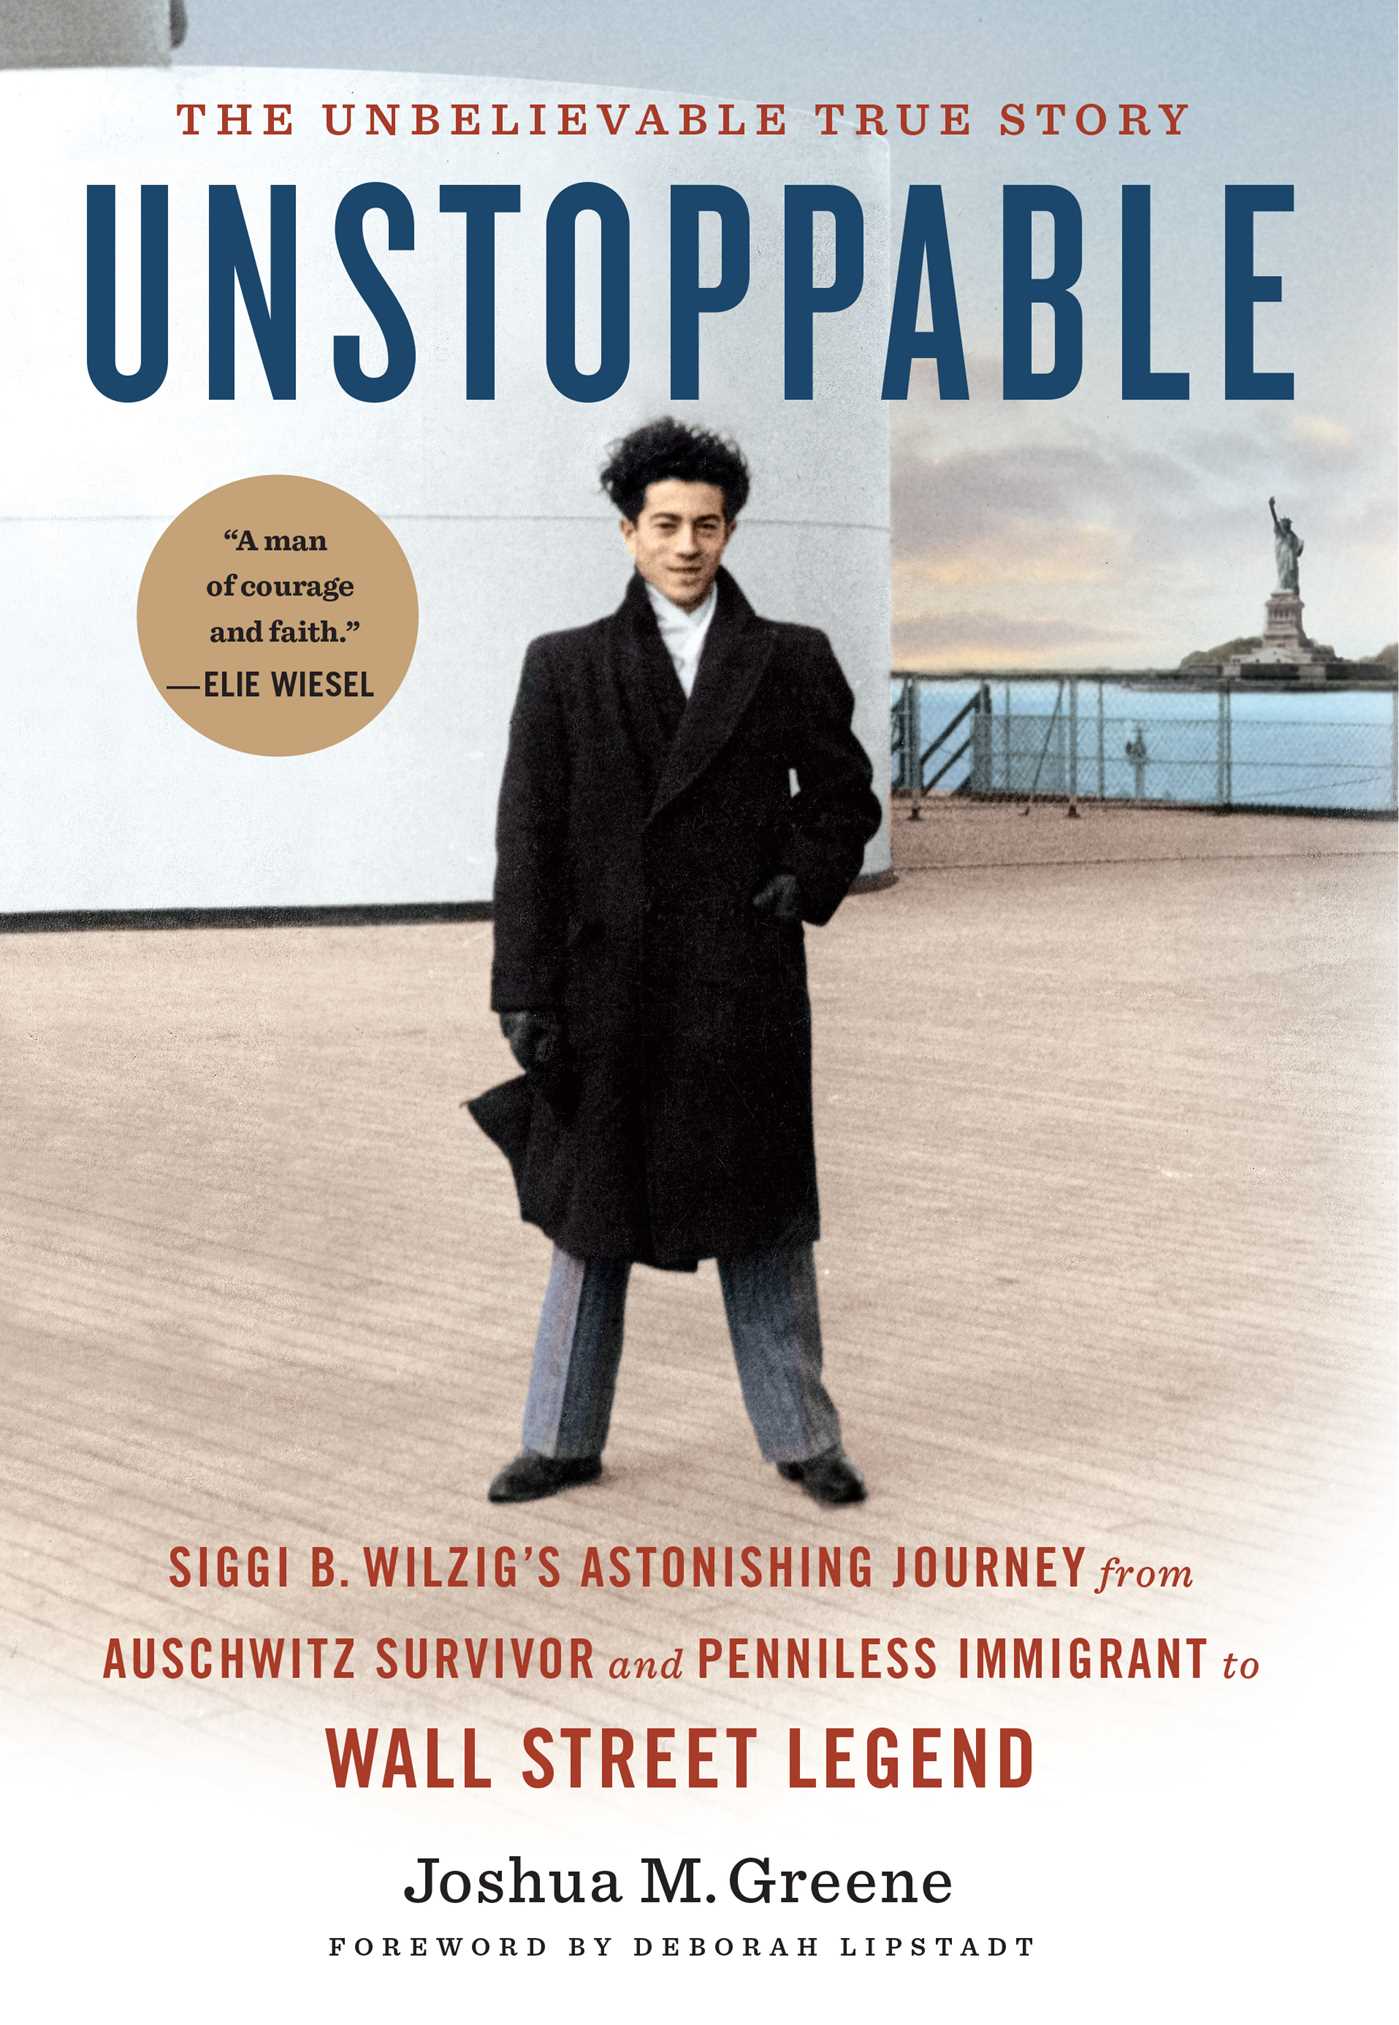 THE UNBELIEVABLE TRUE STORY
UNSTOPPABLE
“A man
of courage
and faith.”
—ELIE WIESEL
SIGGI B. WILZIG’S ASTONISHING JOURNEY from
AUSCHWITZ SURVIVOR and PENNILESS IMMIGRANT to
WALL STREET LEGEND
Joshua M. Greene
FOREWORD BY DEBORAH LIPSTADT